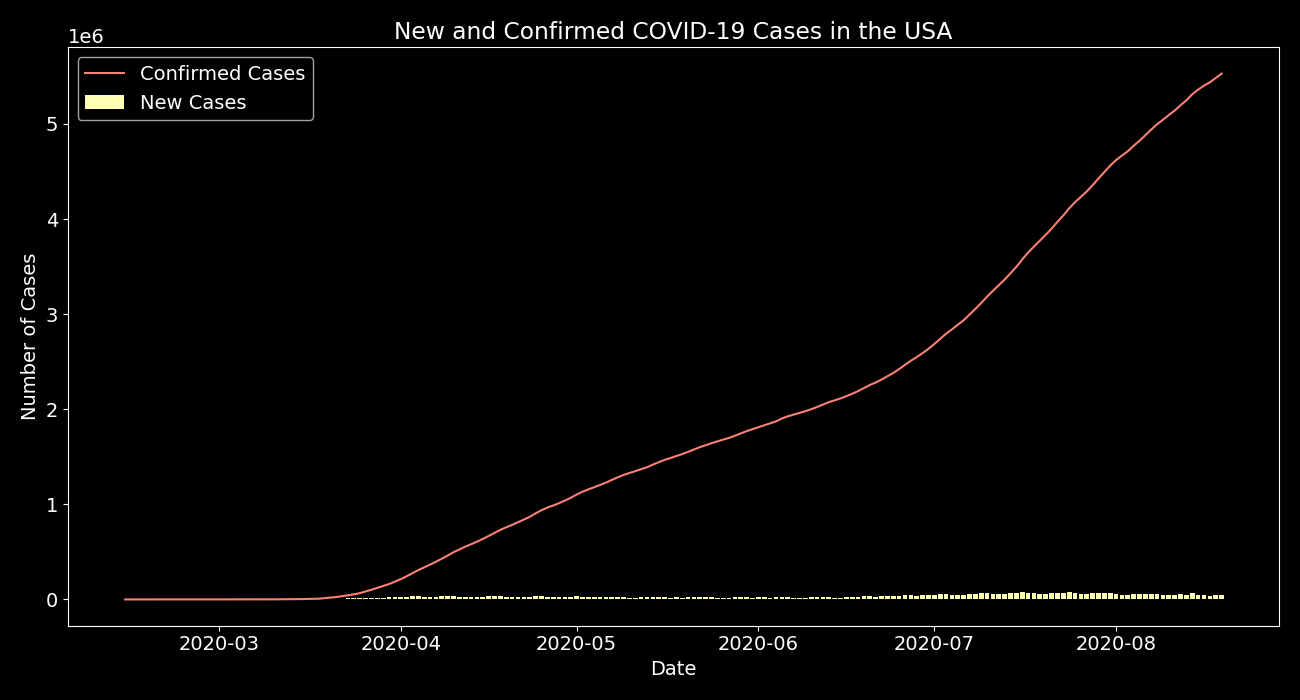 New and Confirmed COVID-19 Cases in the USA
1e6
Confirmed Cases
New Cases
5
4
3
2
1
0
Number of Cases
2020-03 2020-04 2020-05 2020-06 2020-07 2020-08
Date